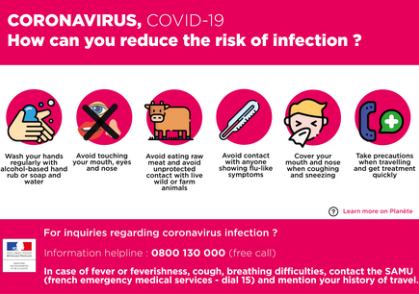 CORONAVIRUS, COVID-19
How can you reduce the risk of infection ?
Wash your hands
regularly with
alcohol-based hand
rub or soap and
water
Avoid touching
your mouth, eyes
and nose
Avoid eating raw
meat and avoid
unprotected
contact with live
wild or farm
animals
Avoid contact
with anyone
showing flu-like
symptoms
Cover your
mouth and nose
when coughing
and sneezing
Take precautions
when travelling
and get treatment
quickly
? Learn more on Planète
For inquiries regarding coronavirus infection ?
Information helpline : 0800 130 000 (free call)
In case of fever or feverishness, cough, breathing difficulties, contact the SAMU
(french emergency medical services - dial 15) and mention your history of travel.